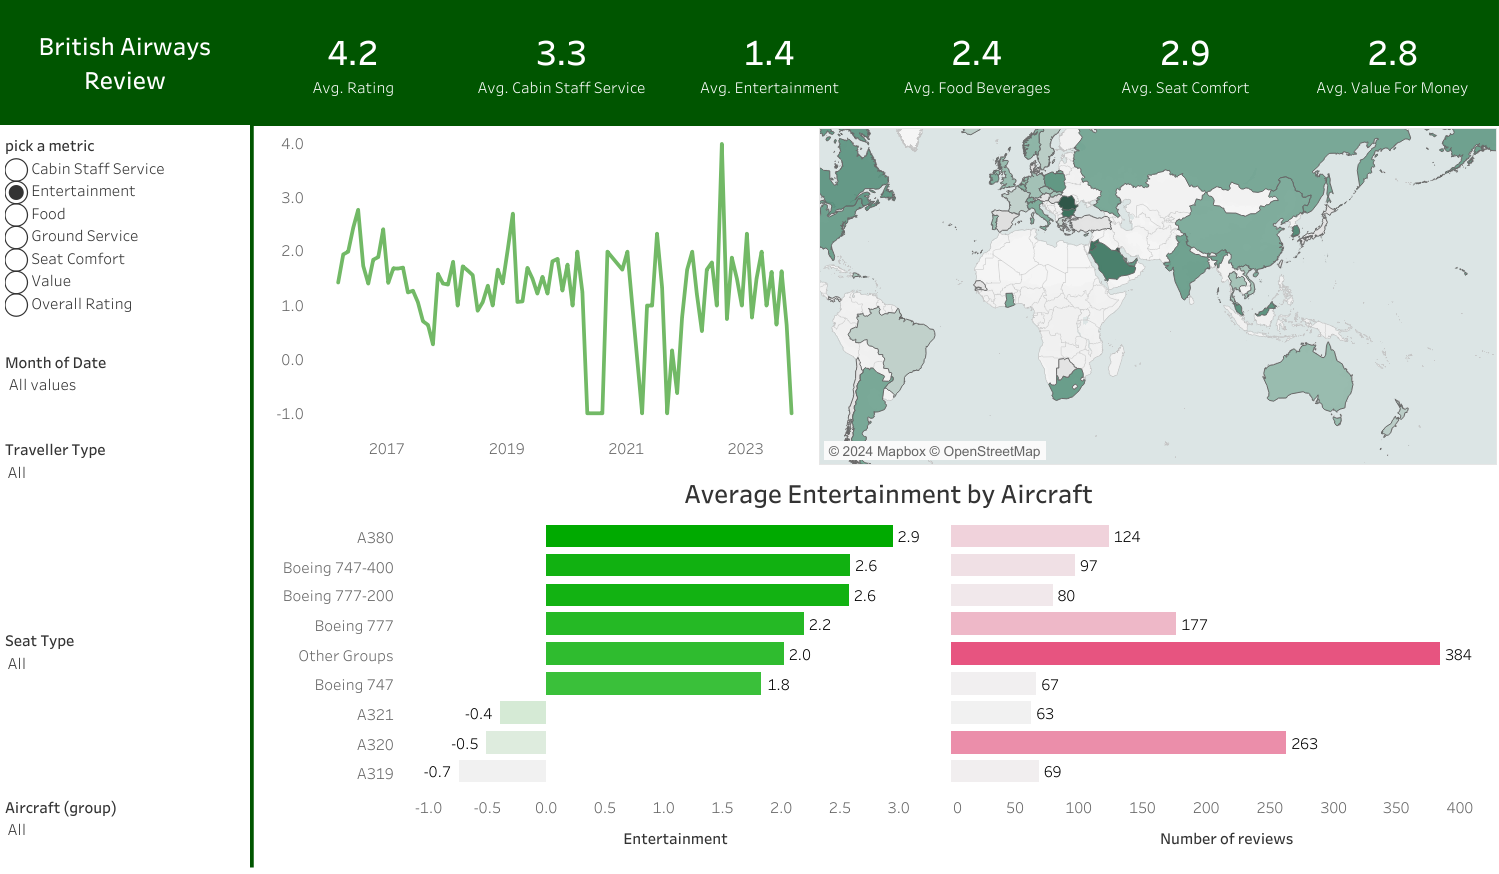 British Airways
Review
4.2
Avg. Rating
3.3
Avg. Cabin Staff Service
1.4
Avg. Entertainment
2.4
Avg. Food Beverages
2.9
Avg. Seat Comfort
2.8
Avg. Value For Money
pick a metric
Cabin Staff Service
Entertainment
Food
Ground Service
Seat Comfort
Value
Overall Rating
Month of Date
All values
Traveller Type
All
Seat Type
All
Aircraft (group)
All
4.0
3.0
2.0
1.0
0.0
-1.0
2017 2019 2021 2023
© 2024 Mapbox © OpenStreetMap
Average Entertainment by Aircraft
A380 2.9 124
Boeing 747-400 2.6 97
Boeing 777-200 2.6 80
Boeing 777 2.2 177
Other Groups 2.0 384
Boeing 747 1.8 67
A321 -0.4 63
A320 -0.5 263
A319 -0.7 69
-1.0 -0.5 0.0 0.5 1.0 1.5 2.0 2.5 3.0 0 50 100 150 200 250 300 350 400
Entertainment Number of reviews